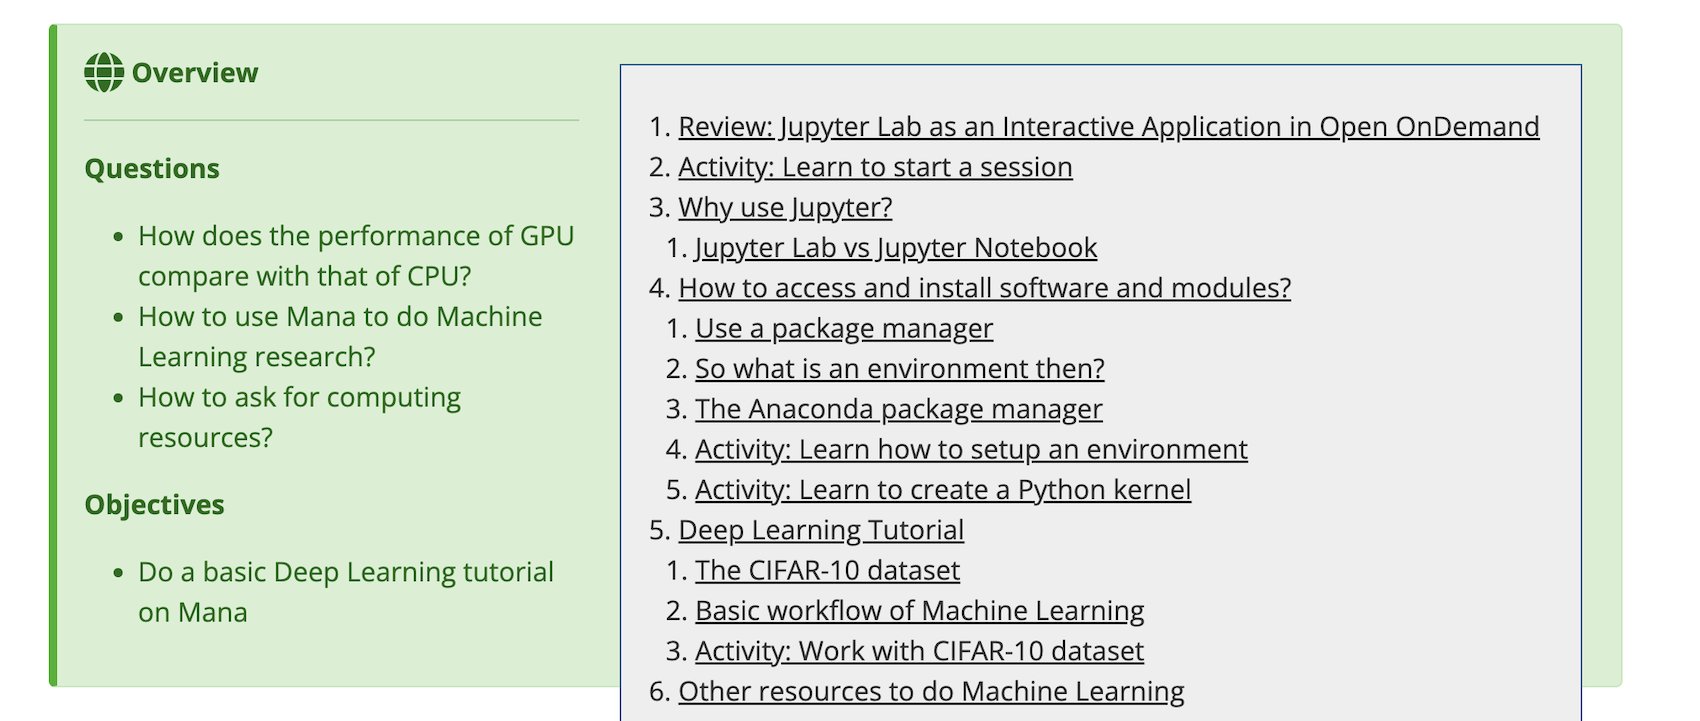 Overview
Questions
• How does the performance of GPU
compare with that of CPU?
• How to use Mana to do Machine
Learning research?
• How to ask for computing
resources?
Objectives
• Do a basic Deep Learning tutorial
on Mana
1. Review: Jupyter Lab as an Interactive Application in Open OnDemand
2. Activity: Learn to start a session
3. Why use Jupyter?
1. Jupyter Lab vs Jupyter Notebook
4. How to access and install software and modules?
1. Use a package manager
2. So what is an environment then?
3. The Anaconda package manager
4. Activity: Learn how to setup an environment
5. Activity: Learn to create a Python kernel
5. Deep Learning Tutorial
1. The CIFAR-10 dataset
2. Basic workflow of Machine Learning
3. Activity: Work with CIFAR-10 dataset
6. Other resources to do Machine Learning